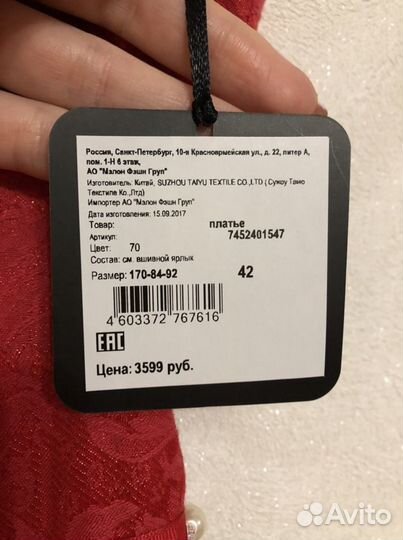 Россия, Санкт-Петербург, 10-я Красноармейская ул., д. 22, литер А,
пом. 1-Н 6 этаж,
АО "Мэлон Фэшн Груп"
Изготовитель: Китай, SUZHOU TAIYU TEXTILE CO.,LTD ( Сужоу Таию
Текстиле Ко.,Лтд)
Импортер АО "Мэлон Фэшн Груп"
Дата изготовления: 15.09.2017
Товар: платье
Артикул: 7452401547
Цвет: 70
Состав: см. вшивной ярлык
Размер: 170-84-92 42
4 603372 767616
EAC
Цена: 3599 руб.
Avito